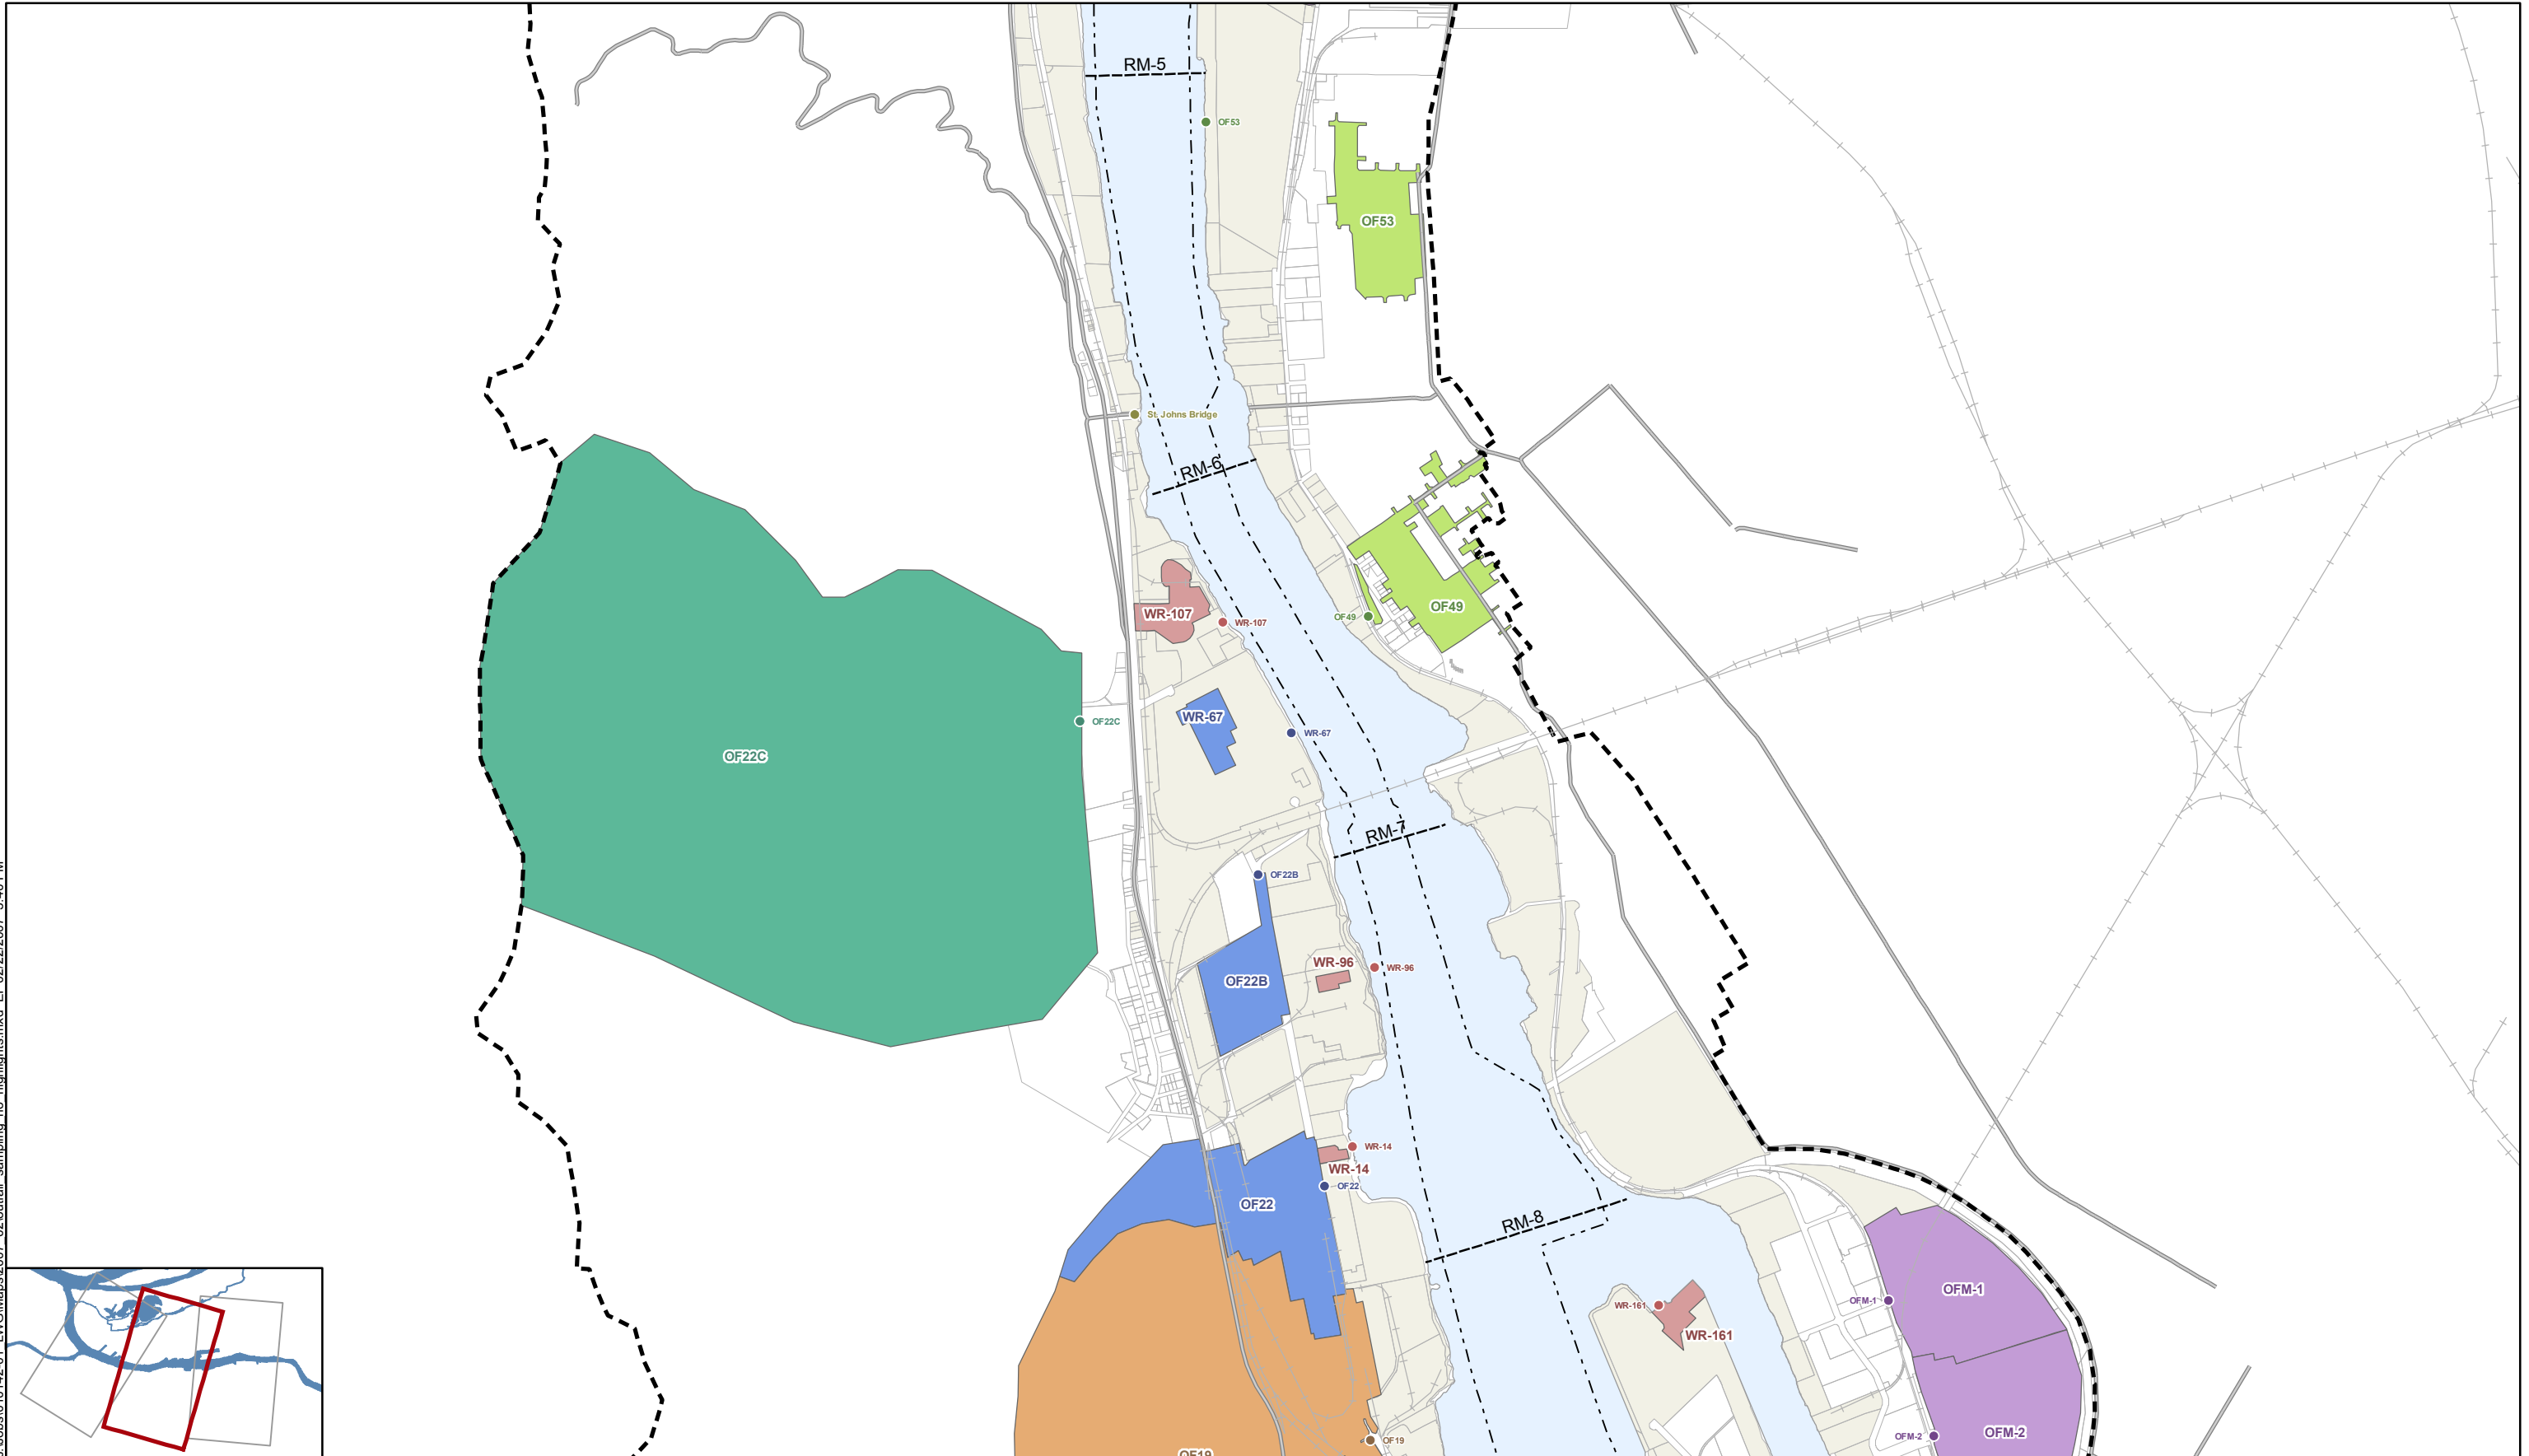 RM-5
OF53
OF53
St. Johns Bridge
RM-6
WR-107
WR-107
OF49
OF49
WR-67
WR-67
OF22C
OF22C
RM-7
OF22B
OF22B
WR-96
WR-96
WR-14
WR-14
OF22
OF22
RM-8
WR-161
WR-161
OFM-1
OFM-1
OFM-2
OFM-2
OF19
OF19